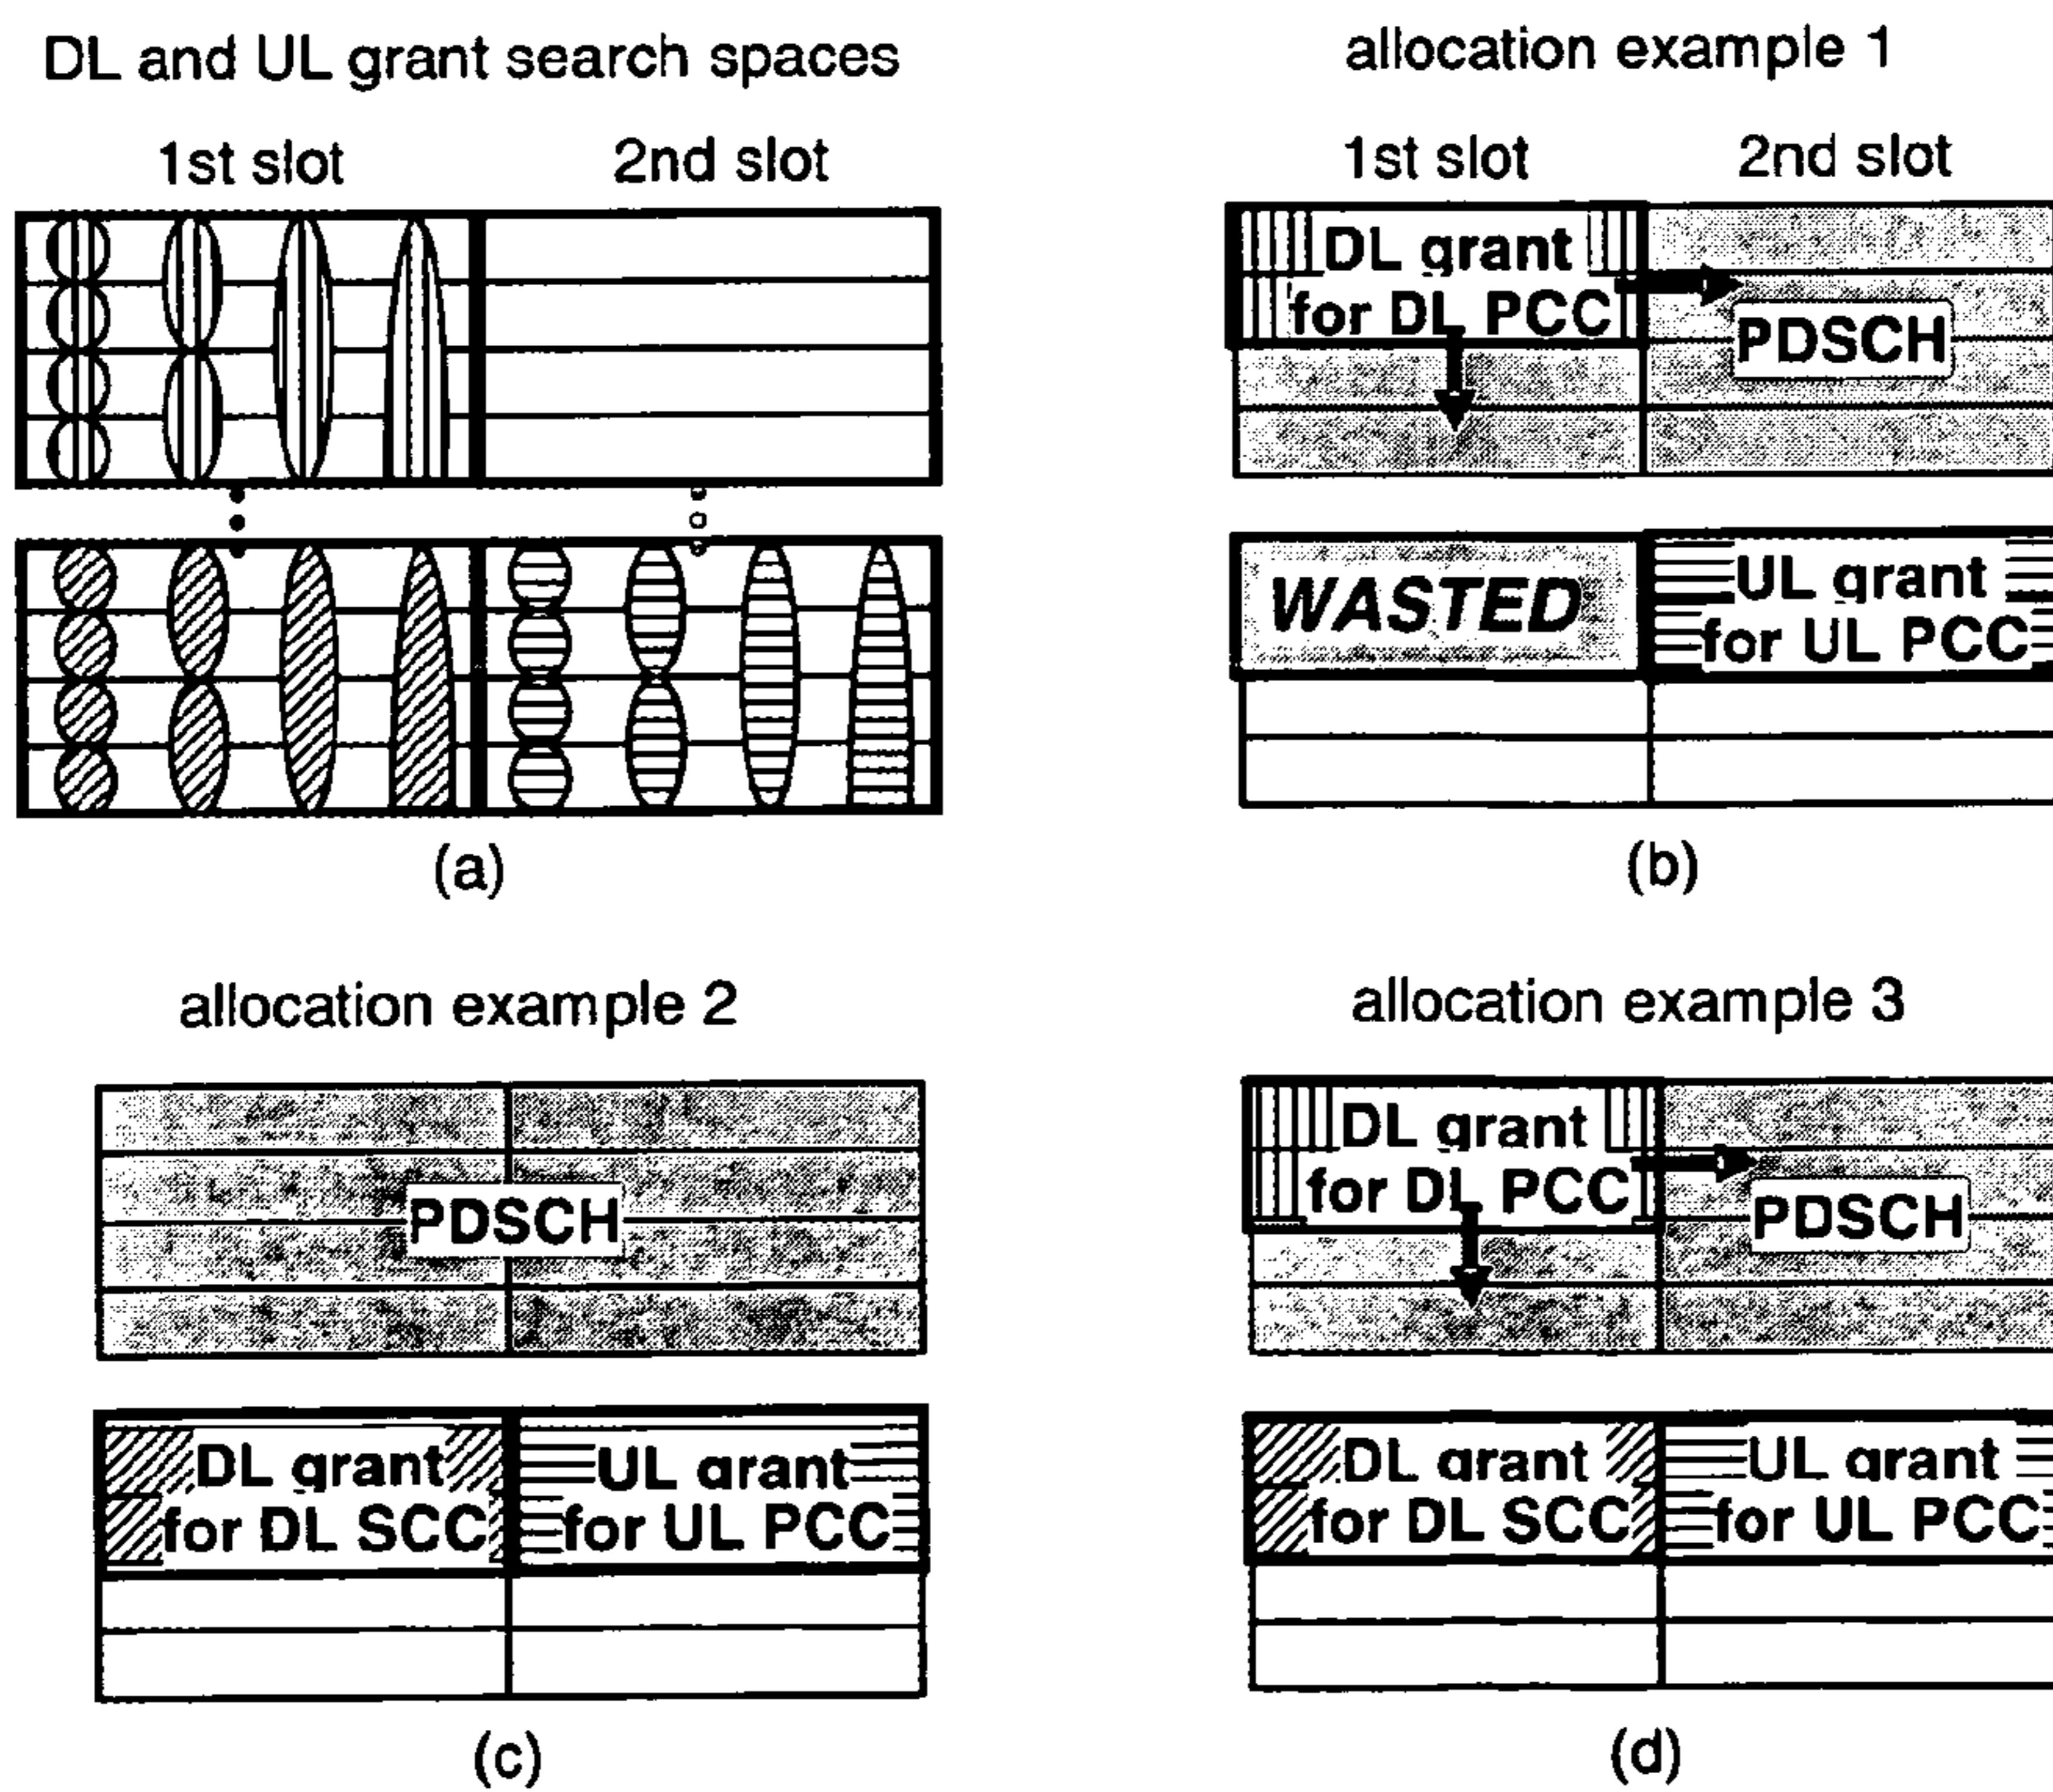 DL and UL grant search spaces
1st slot
2nd slot
(a)
allocation example 1
1st slot
2nd slot
DL grant
for DL PCC
PDSCH
WASTED
UL grant
for UL PCC
(b)
allocation example 2
PDSCH
DL grant
for DL SCC
UL grant
for UL PCC
(c)
allocation example 3
DL grant
for DL PCC
PDSCH
DL grant
for DL SCC
UL grant
for UL PCC
(d)